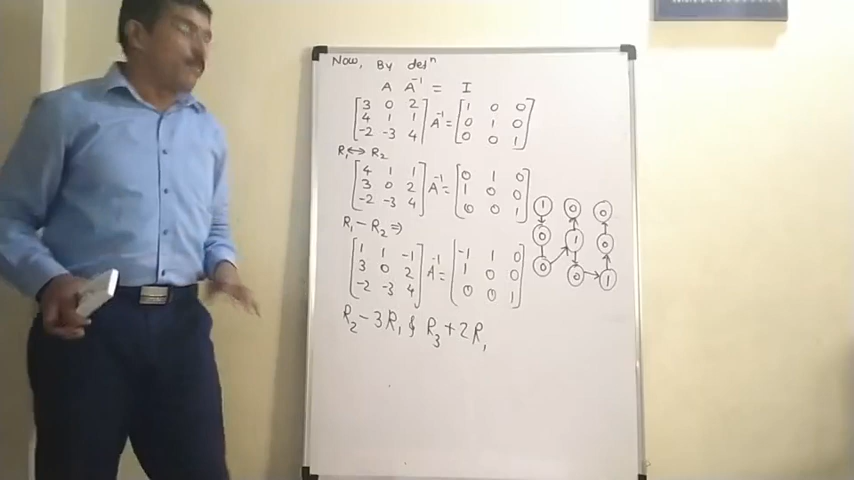 Now, By defⁿ
A A⁻¹ = I
[3 0 2; 4 1 1; -2 -3 4] A⁻¹ = [1 0 0; 0 1 0; 0 0 1]
R₁ ↔ R₂
[4 1 1; 3 0 2; -2 -3 4] A⁻¹ = [0 1 0; 1 0 0; 0 0 1]
R₁ - R₂ ⇒
[1 1 -1; 3 0 2; -2 -3 4] A⁻¹ = [-1 1 0; 1 0 0; 0 0 1]
R₂ - 3R₁ & R₃ + 2R₁
1 0 0
0 1 0
0 0 1